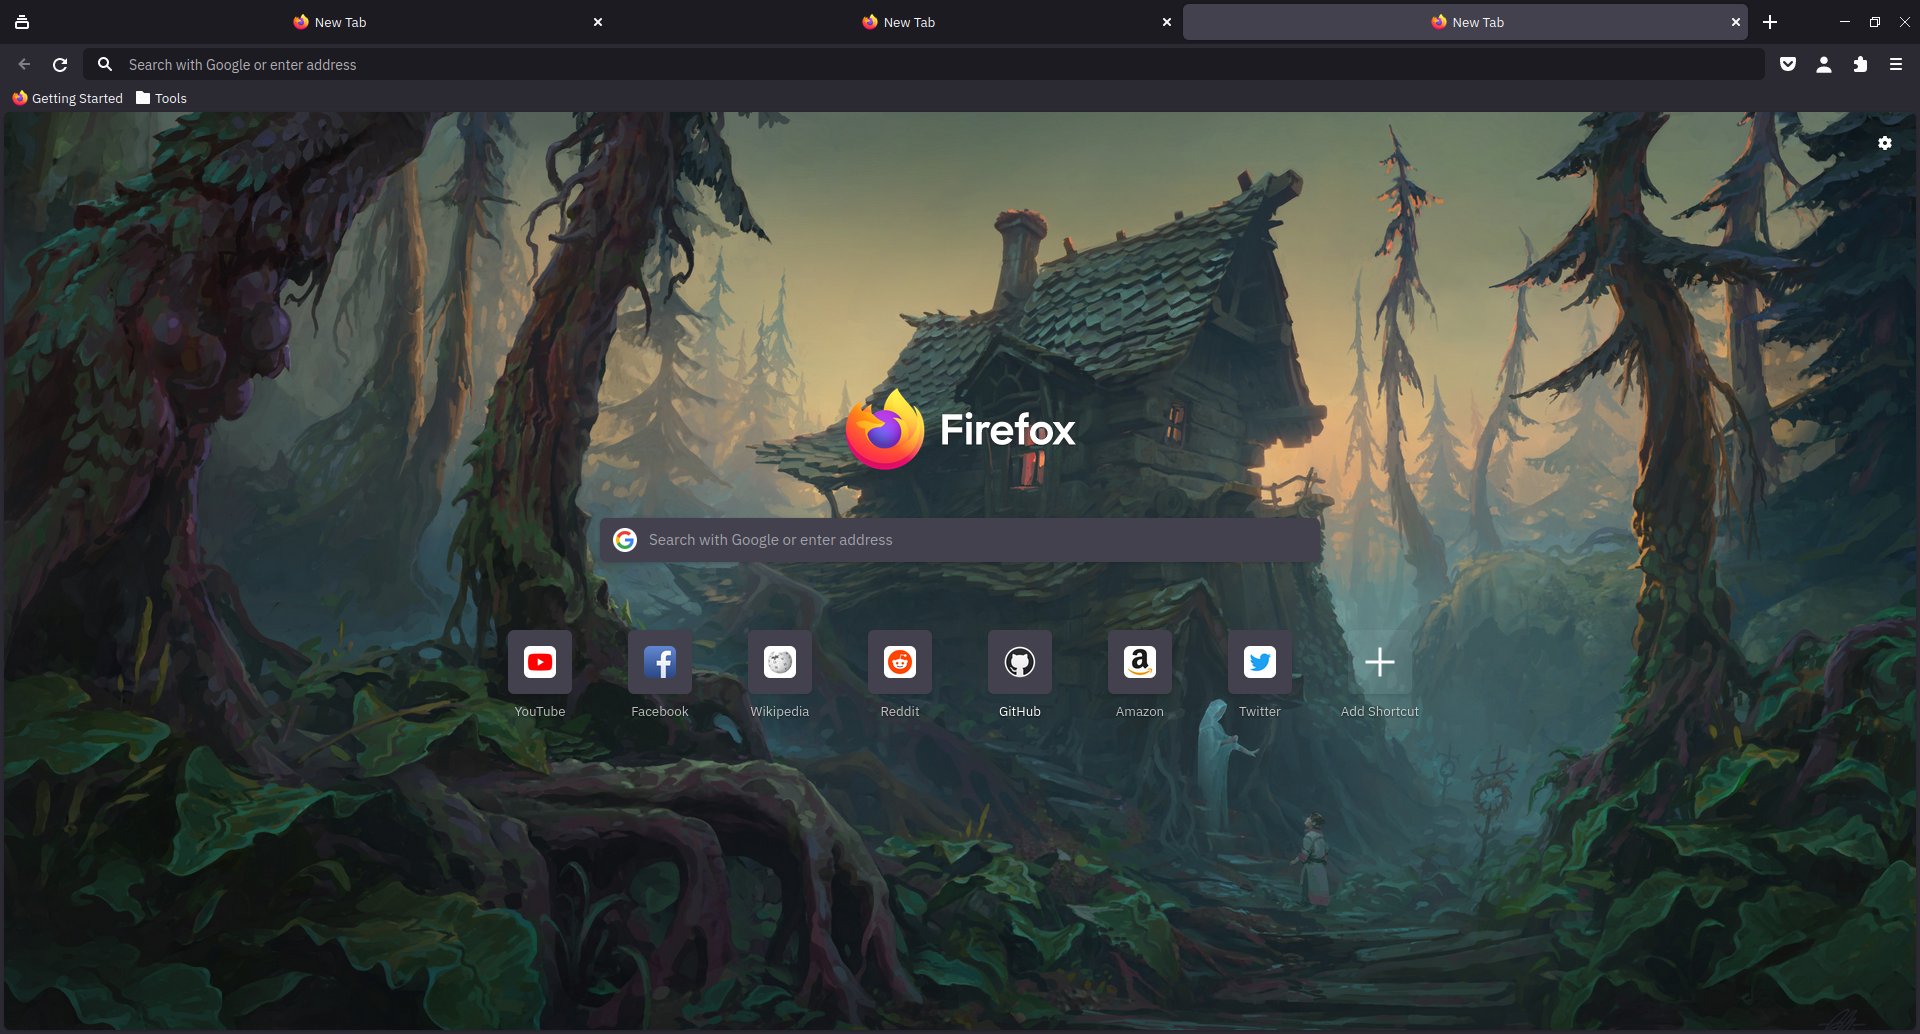 New Tab
New Tab
New Tab
Search with Google or enter address
Getting Started
Tools
Firefox
Search with Google or enter address
YouTube
Facebook
Wikipedia
Reddit
GitHub
Amazon
Twitter
Add Shortcut